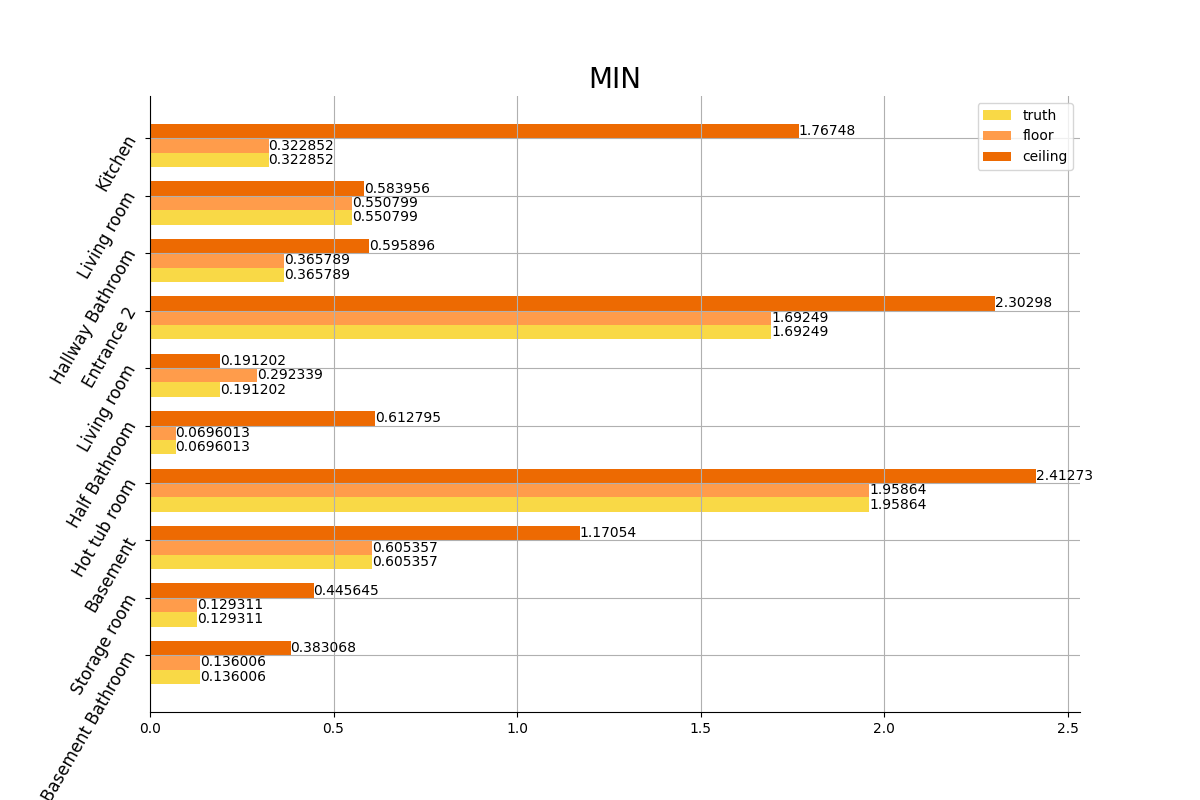 MIN
truth
floor
ceiling
Kitchen
1.76748
0.322852
0.322852
Living room
0.583956
0.550799
0.550799
Hallway Bathroom
0.595896
0.365789
0.365789
Entrance 2
2.30298
1.69249
1.69249
Living room
0.191202
0.292339
0.191202
Half Bathroom
0.612795
0.0696013
0.0696013
Hot tub room
2.41273
1.95864
1.95864
Basement
1.17054
0.605357
0.605357
Storage room
0.445645
0.129311
0.129311
Basement Bathroom
0.383068
0.136006
0.136006
0.0 0.5 1.0 1.5 2.0 2.5